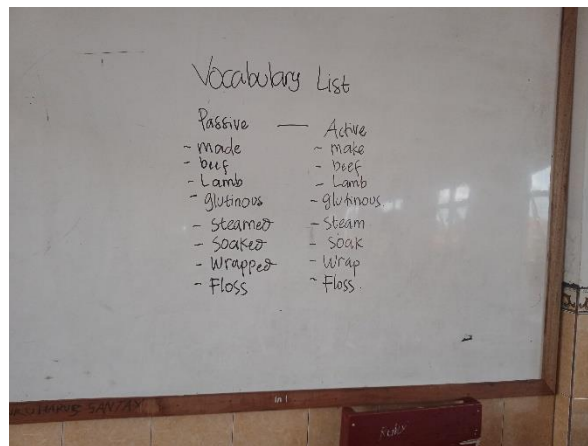 Vocabulary List
Passive — Active
- made - make
- beef - beef
- Lamb - Lamb
- glutinous - glutinous.
- Steamed - Steam
- Soaked - Soak
- Wrapped - Wrap
- Floss - Floss.